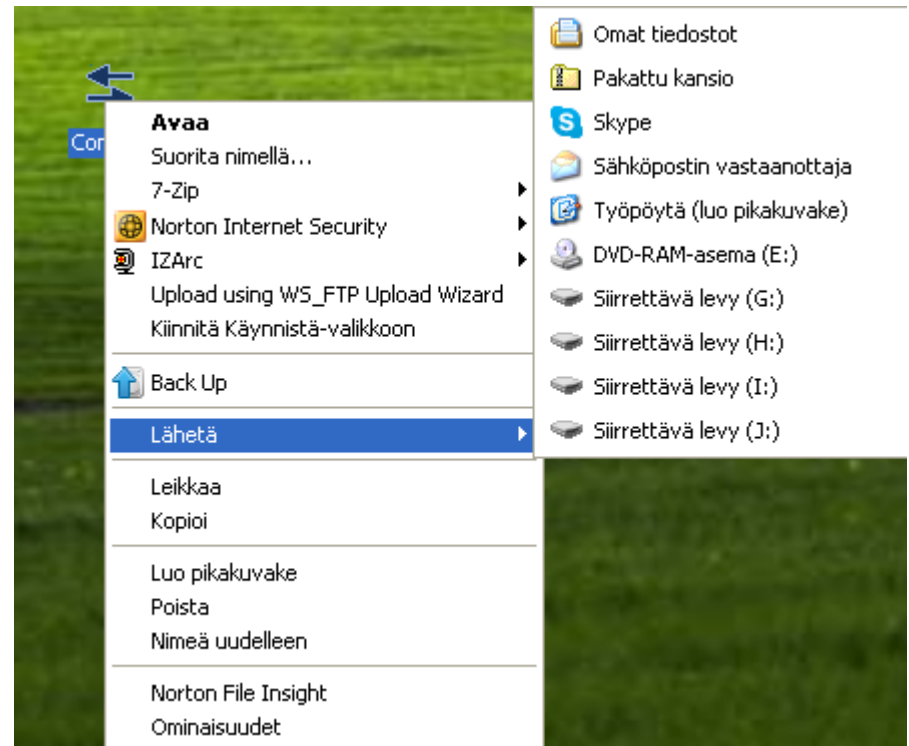 Cor
Avaa
Suorita nimellä...
7-Zip
Norton Internet Security
IZArc
Upload using WS_FTP Upload Wizard
Kiinnitä Käynnistä-valikkoon
Back Up
Lähetä
Leikkaa
Kopioi
Luo pikakuvake
Poista
Nimeä uudelleen
Norton File Insight
Ominaisuudet
Omat tiedostot
Pakattu kansio
Skype
Sähköpostin vastaanottaja
Työpöytä (luo pikakuvake)
DVD-RAM-asema (E:)
Siirrettävä levy (G:)
Siirrettävä levy (H:)
Siirrettävä levy (I:)
Siirrettävä levy (J:)